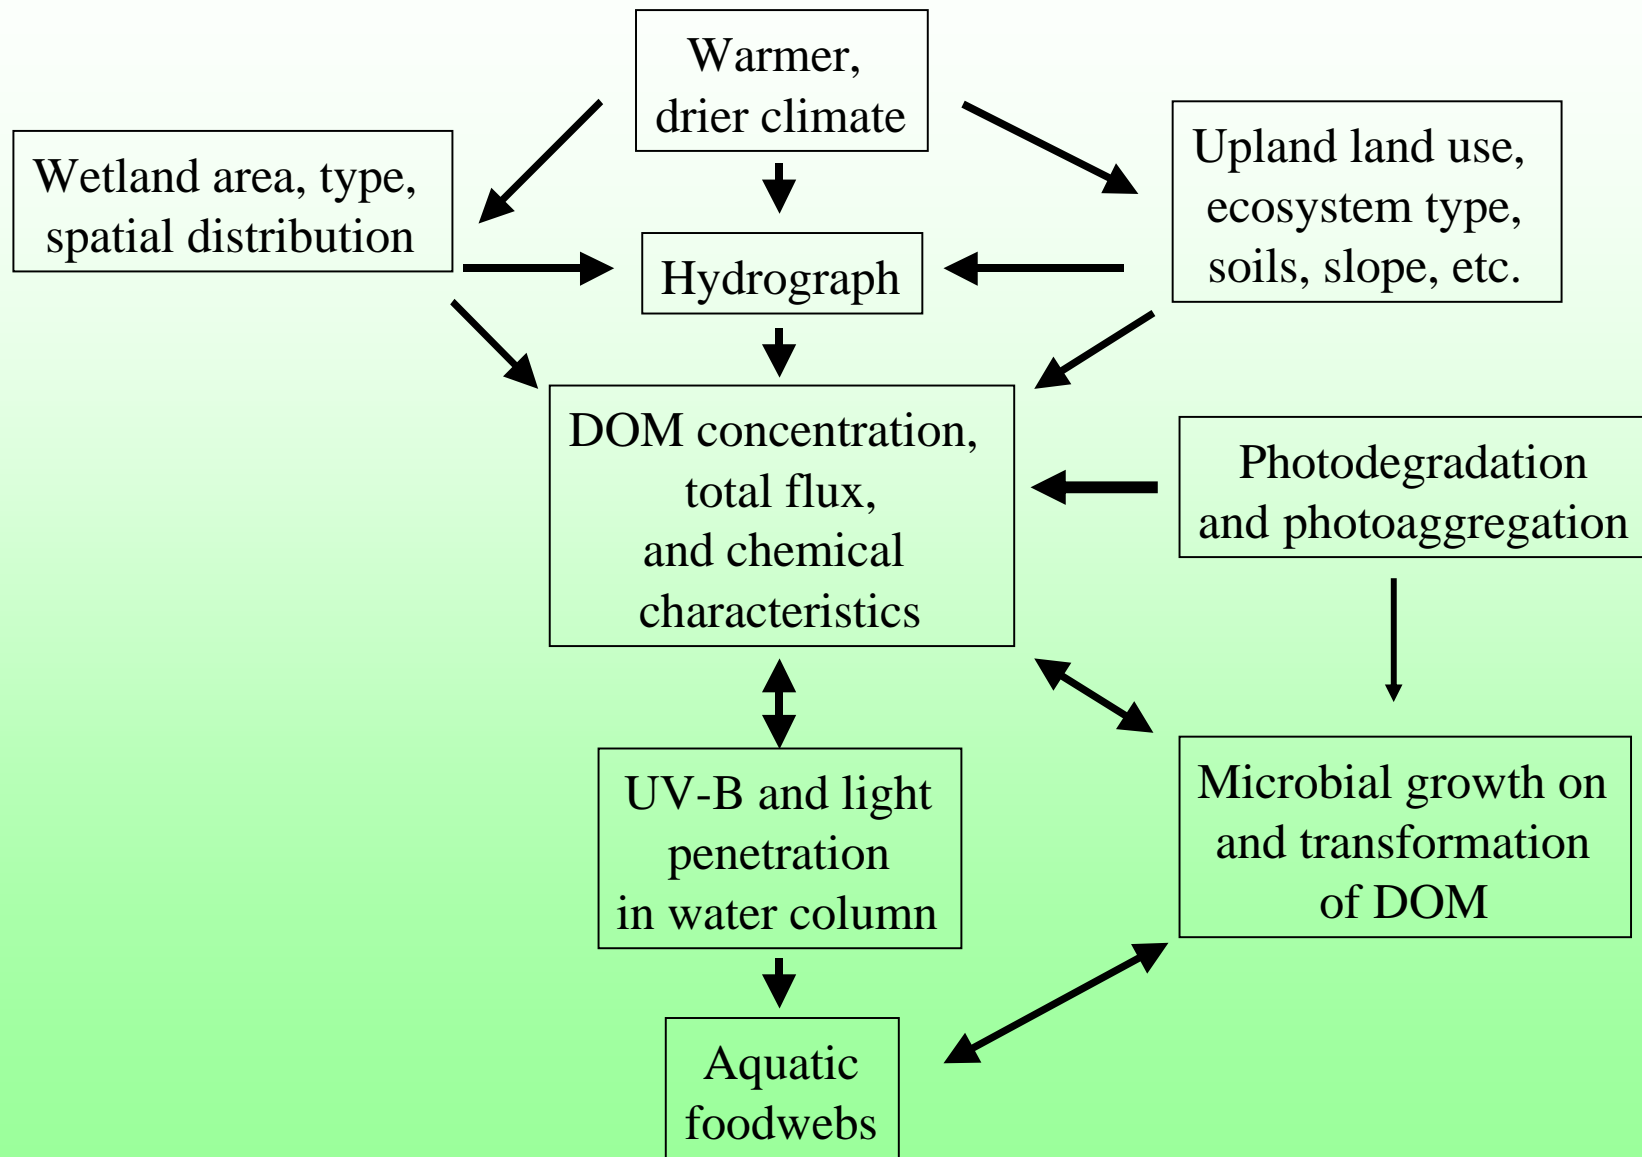 Warmer,
drier climate
Wetland area, type,
spatial distribution
Upland land use,
ecosystem type,
soils, slope, etc.
Hydrograph
DOM concentration,
total flux,
and chemical
characteristics
Photodegradation
and photoaggregation
UV-B and light
penetration
in water column
Microbial growth on
and transformation
of DOM
Aquatic
foodwebs